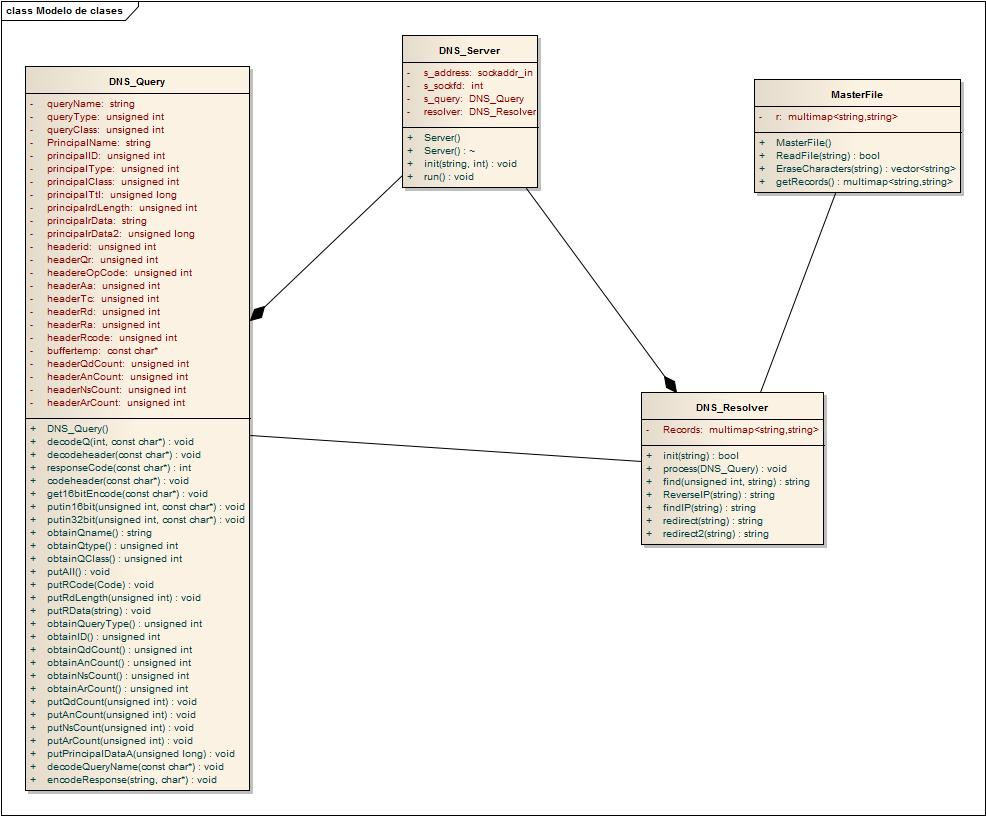 class Modelo de clases
DNS_Query
- queryName: string
- queryType: unsigned int
- queryClass: unsigned int
- PrincipalName: string
- principalID: unsigned int
- principalType: unsigned int
- principalClass: unsigned int
- principalTtl: unsigned long
- principalrdLength: unsigned int
- principalrData: string
- principalrData2: unsigned long
- headerid: unsigned int
- headerQr: unsigned int
- headereOpCode: unsigned int
- headerAa: unsigned int
- headerTc: unsigned int
- headerRd: unsigned int
- headerRa: unsigned int
- headerRcode: unsigned int
- buffertemp: const char*
- headerQdCount: unsigned int
- headerAnCount: unsigned int
- headerNsCount: unsigned int
- headerArCount: unsigned int
+ DNS_Query()
+ decodeQ(int, const char*) : void
+ decodeheader(const char*) : void
+ responseCode(const char*) : int
+ codeheader(const char*) : void
+ get16bitEncode(const char*) : void
+ putin16bit(unsigned int, const char*) : void
+ putin32bit(unsigned int, const char*) : void
+ obtainQname() : string
+ obtainQtype() : unsigned int
+ obtainQClass() : unsigned int
+ putAll() : void
+ putRCode(Code) : void
+ putRdLength(unsigned int) : void
+ putRData(string) : void
+ obtainQueryType() : unsigned int
+ obtainID() : unsigned int
+ obtainQdCount() : unsigned int
+ obtainAnCount() : unsigned int
+ obtainNsCount() : unsigned int
+ obtainArCount() : unsigned int
+ putQdCount(unsigned int) : void
+ putAnCount(unsigned int) : void
+ putNsCount(unsigned int) : void
+ putArCount(unsigned int) : void
+ putPrincipalDataA(unsigned long) : void
+ decodeQueryName(const char*) : void
+ encodeResponse(string, char*) : void
DNS_Server
- s_address: sockaddr_in
- s_sockfd: int
- s_query: DNS_Query
- resolver: DNS_Resolver
+ Server()
+ Server() : ~
+ init(string, int) : void
+ run() : void
MasterFile
- r: multimap<string,string>
+ MasterFile()
+ ReadFile(string) : bool
+ EraseCharacters(string) : vector<string>
+ getRecords() : multimap<string,string>
DNS_Resolver
- Records: multimap<string,string>
+ init(string) : bool
+ process(DNS_Query) : void
+ find(unsigned int, string) : string
+ ReverseIP(string) : string
+ findIP(string) : string
+ redirect(string) : string
+ redirect2(string) : string